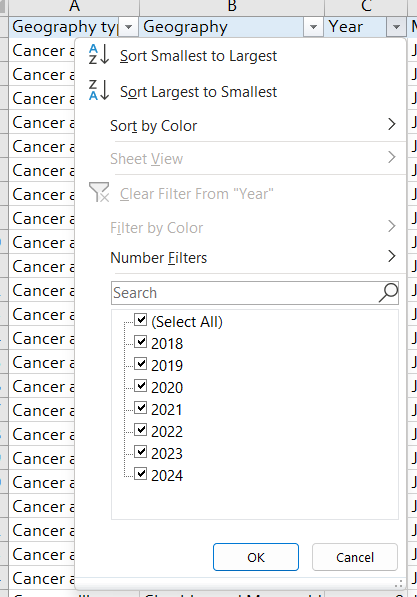 A B C
Geography ty Geography Year
Cancer a
Sort Smallest to Largest
Cancer a
Cancer a
Sort Largest to Smallest
Cancer a
Sort by Color
Cancer a
Sheet View
Cancer a
Clear Filter From "Year"
Cancer a
Filter by Color
Cancer a
Number Filters
Cancer a
Search
Cancer a
(Select All)
Cancer a
2018
Cancer a
2019
Cancer a
2020
Cancer a
2021
Cancer a
2022
Cancer a
2023
Cancer a
2024
Cancer a
Cancer a
Cancer a
Cancer a
OK Cancel
Cancer a